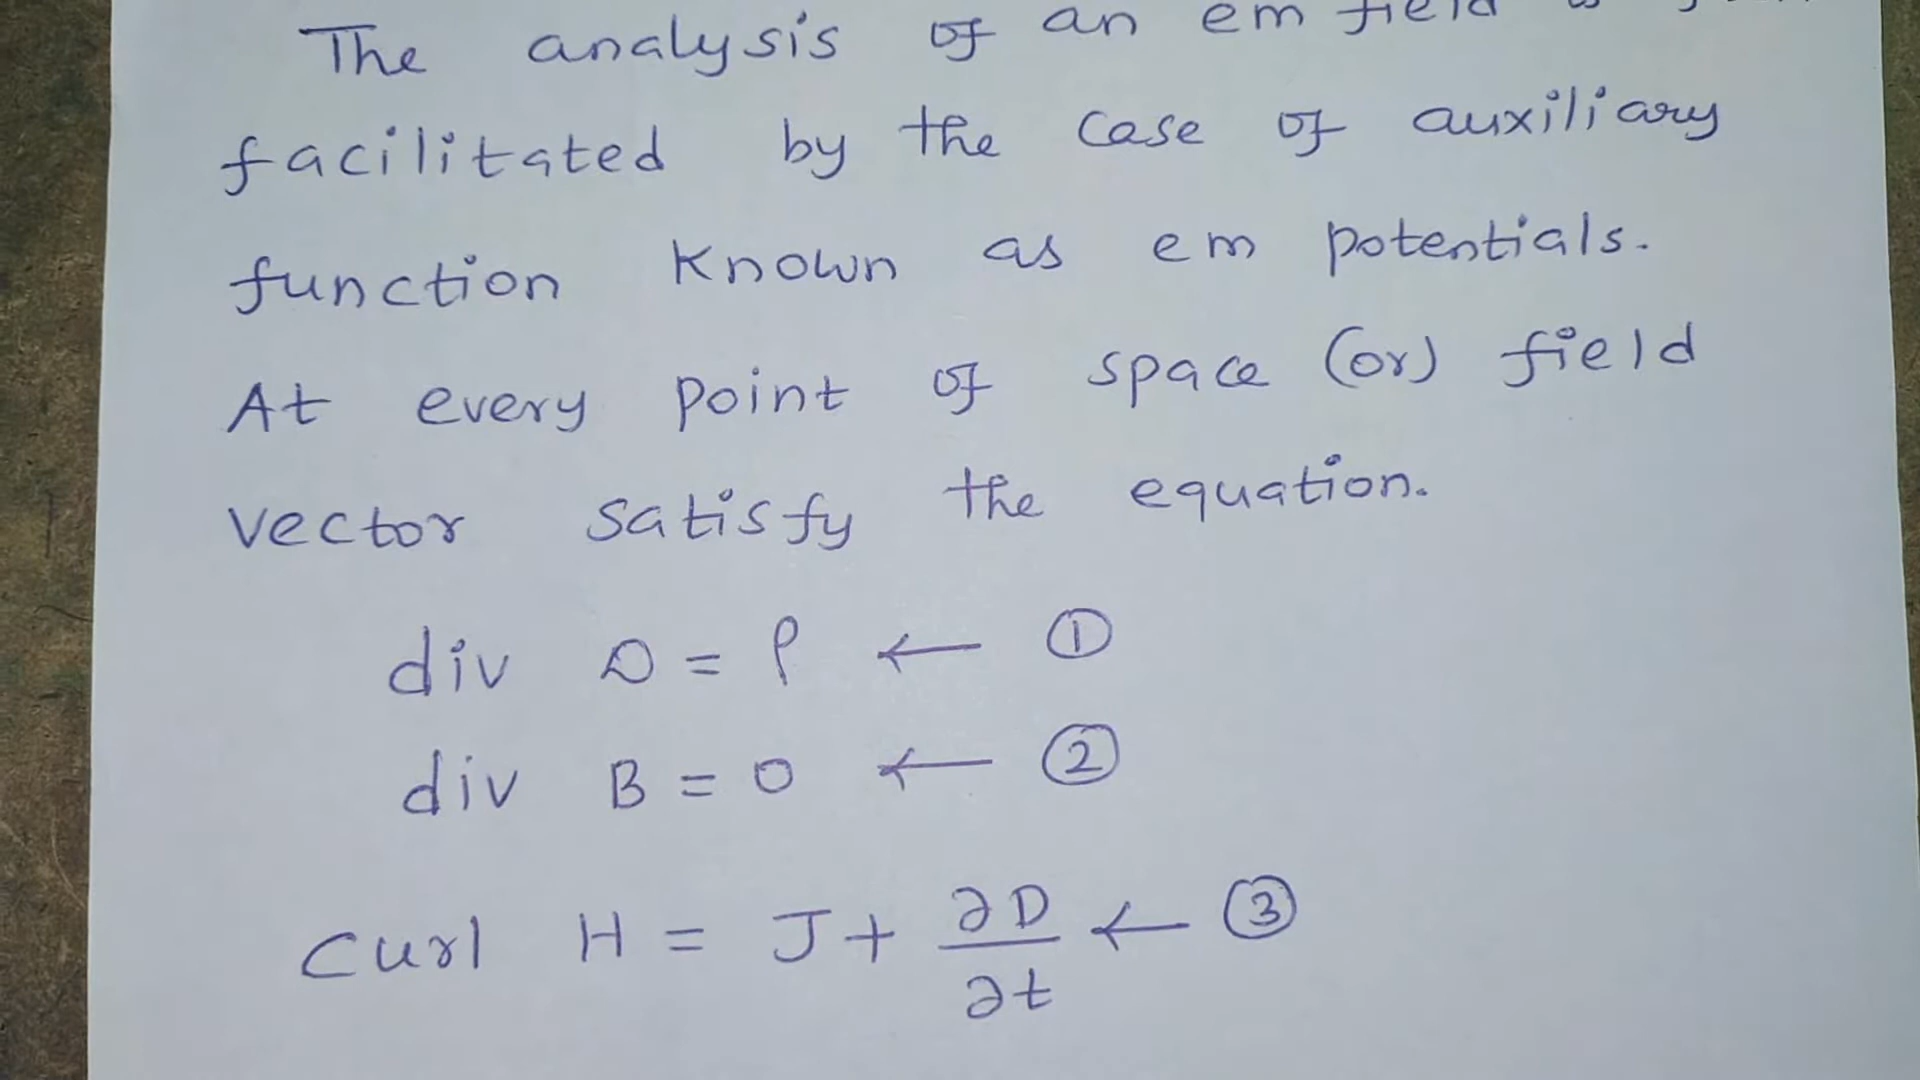 The analysis of an em field
facilitated by the case of auxiliary
function known as em potentials.
At every point of space (or) field
vector satisfy the equation.
div D = ρ ← ①
div B = 0 ← ②
Curl H = J + ∂D/∂t ← ③